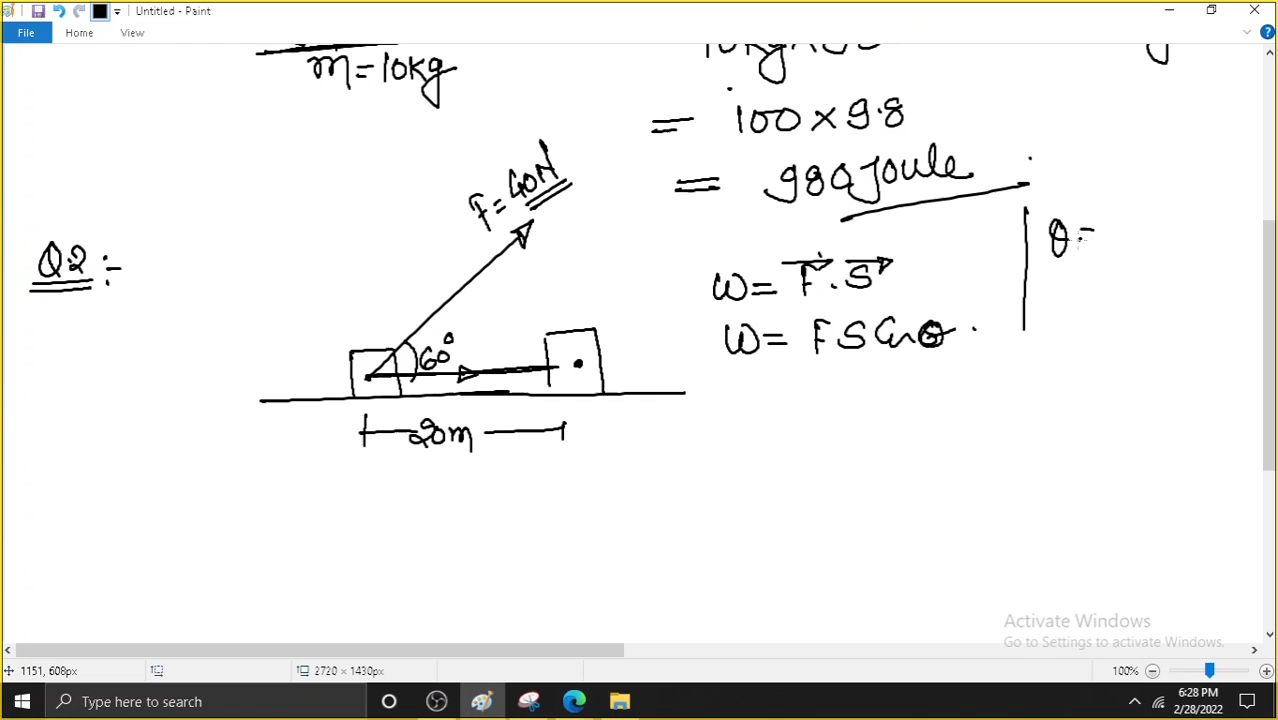 Untitled - Paint
File Home View
m=10kg
= 100 × 9.8
= 980 Joule
F=40N
Q.2:-
θ=
W= F.S
W= F S Cosθ.
60°
20m
Activate Windows
Go to Settings to activate Windows.
1151, 608px
2720 × 1430px
100%
Type here to search
6:28 PM
2/28/2022